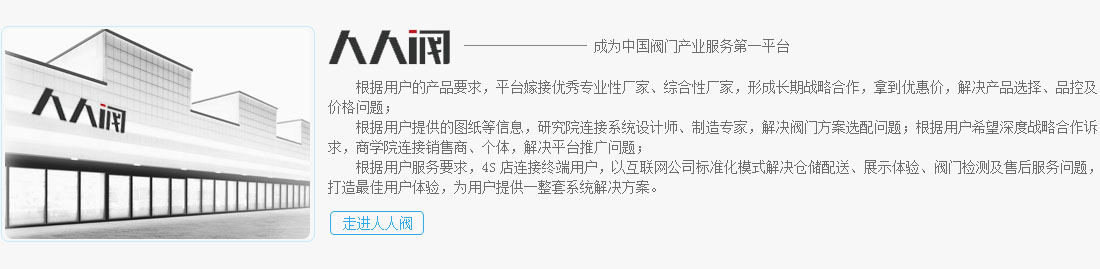 人人阀
人人阀
成为中国阀门产业服务第一平台
根据用户的产品要求，平台嫁接优秀专业性厂家、综合性厂家，形成长期战略合作，拿到优惠价，解决产品选择、品控及
价格问题；
根据用户提供的图纸等信息，研究院连接系统设计师、制造专家，解决阀门方案选配问题；根据用户希望深度战略合作诉
求，商学院连接销售商、个体，解决平台推广问题；
根据用户服务要求，4S 店连接终端用户，以互联网公司标准化模式解决仓储配送、展示体验、阀门检测及售后服务问题，
打造最佳用户体验，为用户提供一整套系统解决方案。
走进人人阀